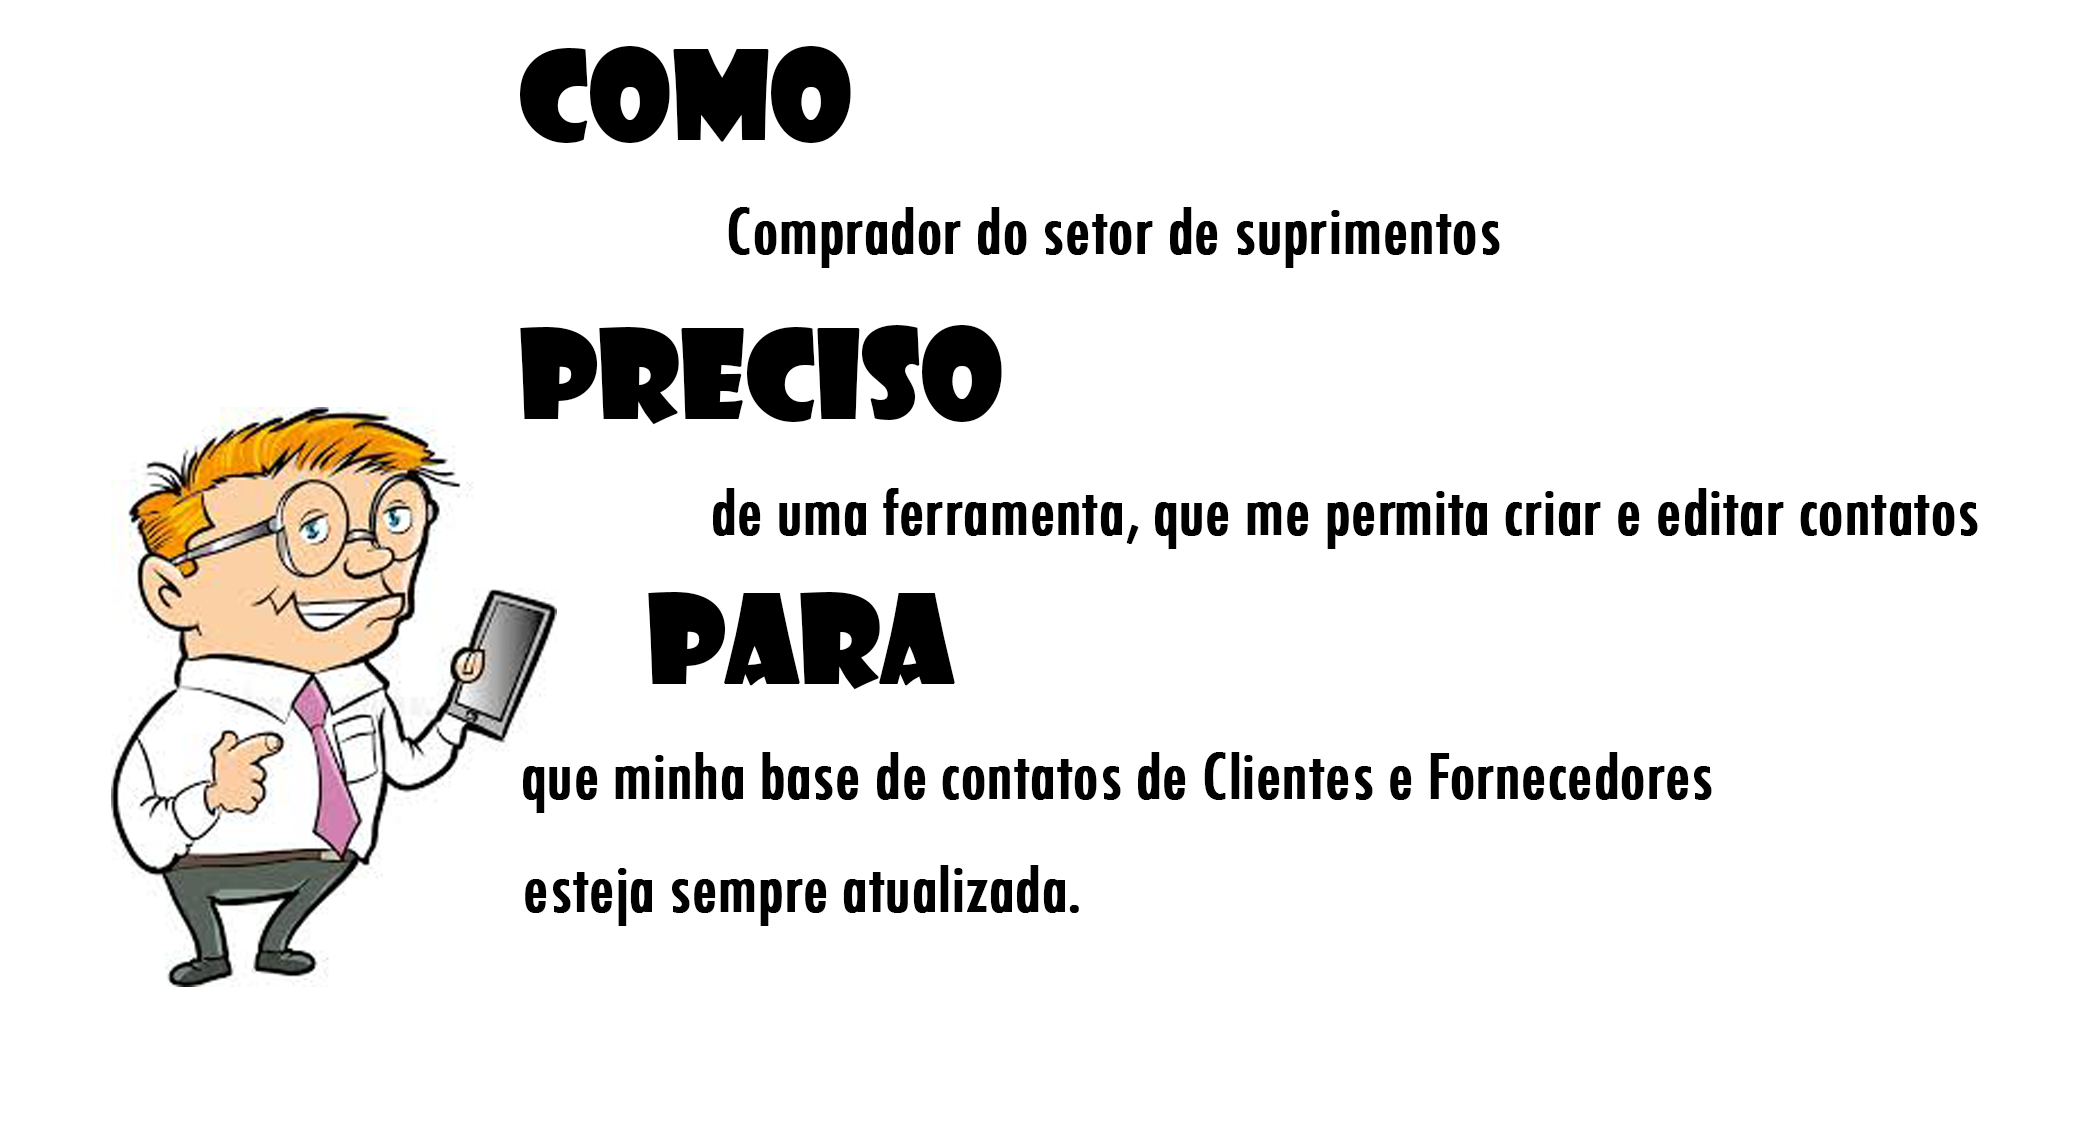 COMO
Comprador do setor de suprimentos
PRECISO
de uma ferramenta, que me permita criar e editar contatos
PARA
que minha base de contatos de Clientes e Fornecedores
esteja sempre atualizada.